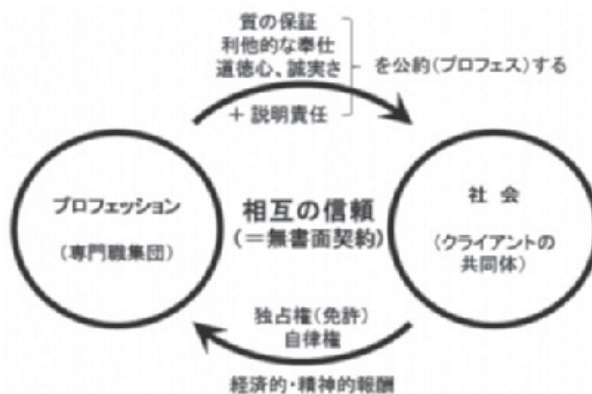 質の保証
利他的な奉仕
道徳心、誠実さ
を公約(プロフェス)する
+ 説明責任
プロフェッション
(専門職集団)
相互の信頼
(=無書面契約)
社 会
(クライアントの
共同体)
独占権(免許)
自律権
経済的・精神的報酬